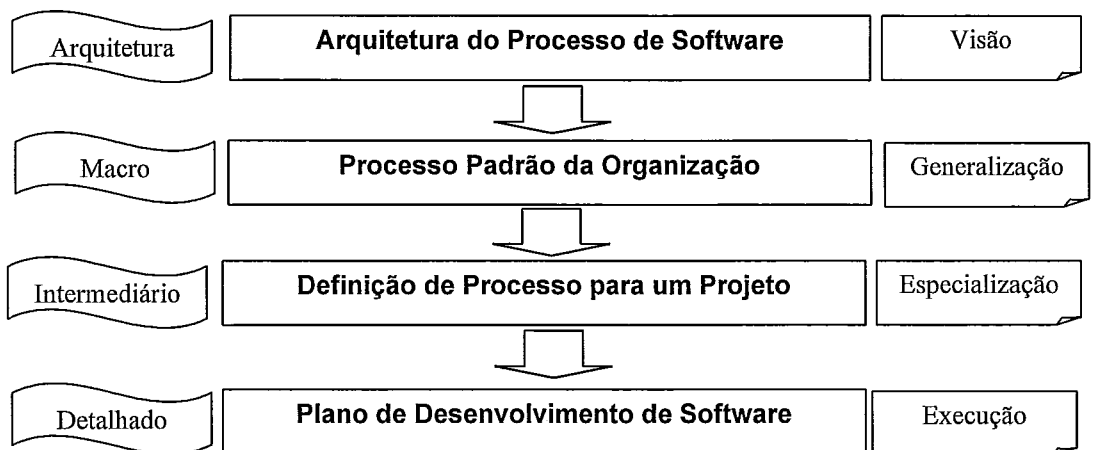 Arquitetura
Arquitetura do Processo de Software
Visão
Macro
Processo Padrão da Organização
Generalização
Intermediário
Definição de Processo para um Projeto
Especialização
Detalhado
Plano de Desenvolvimento de Software
Execução